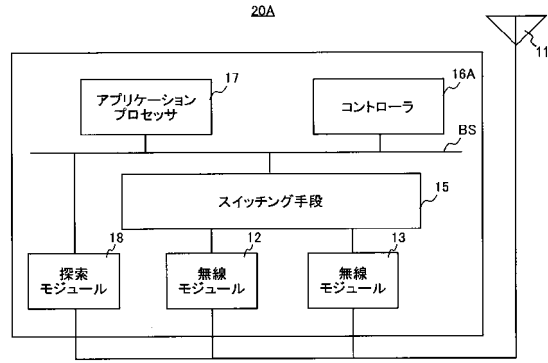 20A
11
17
アプリケーション
プロセッサ
16A
コントローラ
BS
スイッチング手段
15
18
探索
モジュール
12
無線
モジュール
13
無線
モジュール